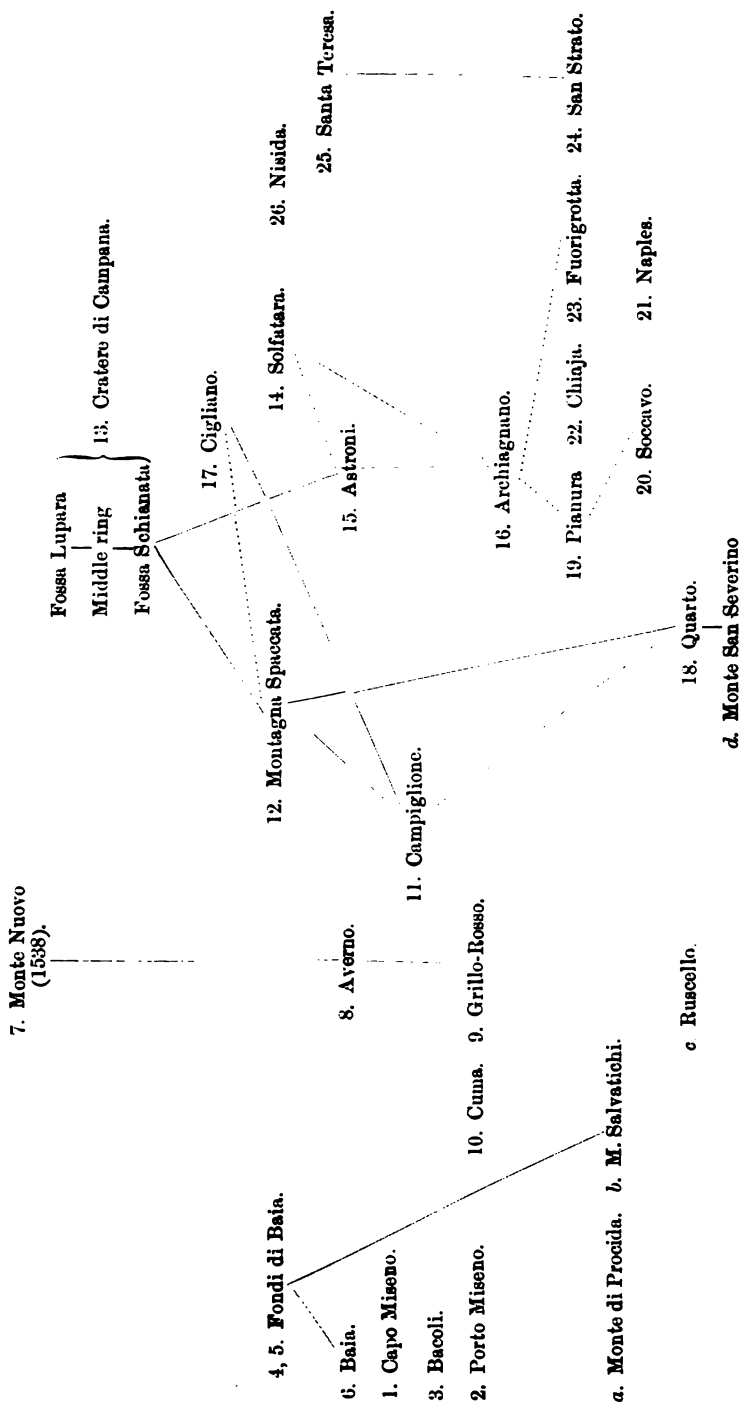 7. Monte Nuovo
(1538).
Fossa Lupara
Middle ring
Fossa Schianata
13. Cratere di Campana.
17. Cigliano.
4, 5. Fondi di Baia.
12. Montagna Spaccata.
14. Solfatara.
26. Nisida.
6. Baia.
8. Averno.
15. Astroni.
25. Santa Teresa.
1. Capo Miseno.
11. Campiglione.
3. Bacoli.
2. Porto Miseno.
10. Cuma.
9. Grillo-Rosso.
16. Archiagnano.
19. Pianura
22. Chiaja.
23. Fuorigrotta.
24. San Strato.
a. Monte di Procida.
b. M. Salvatichi.
20. Soccavo.
21. Naples.
c Ruscello.
18. Quarto.
d. Monte San Severino